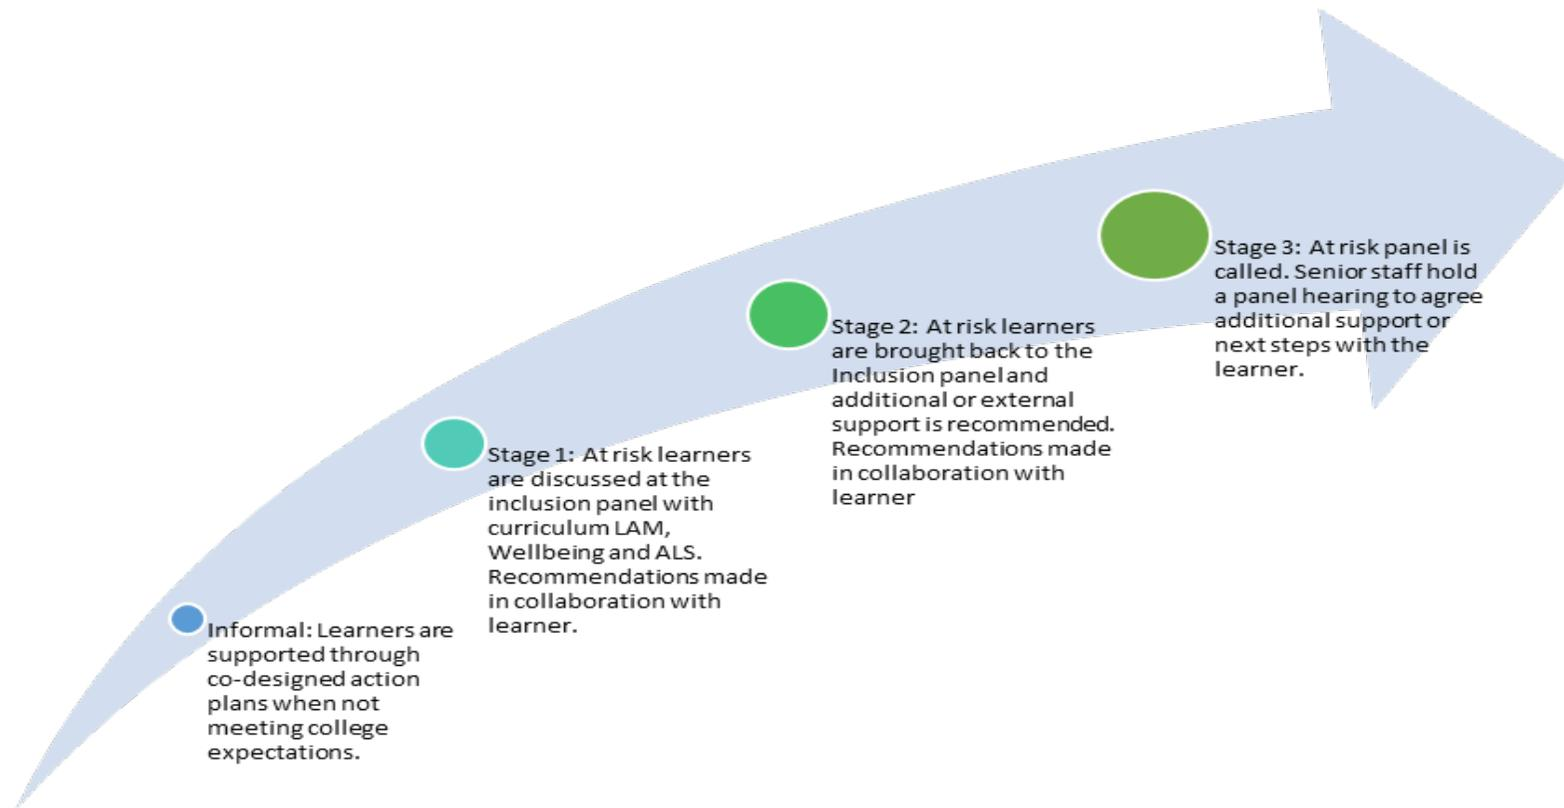 Informal: Learners are
supported through
co-designed action
plans when not
meeting college
expectations.
Stage 1: At risk learners
are discussed at the
inclusion panel with
curriculum LAM,
Wellbeing and ALS.
Recommendations made
in collaboration with
learner.
Stage 2: At risk learners
are brought back to the
Inclusion panel and
additional or external
support is recommended.
Recommendations made
in collaboration with
learner
Stage 3: At risk panel is
called. Senior staff hold
a panel hearing to agree
additional support or
next steps with the
learner.